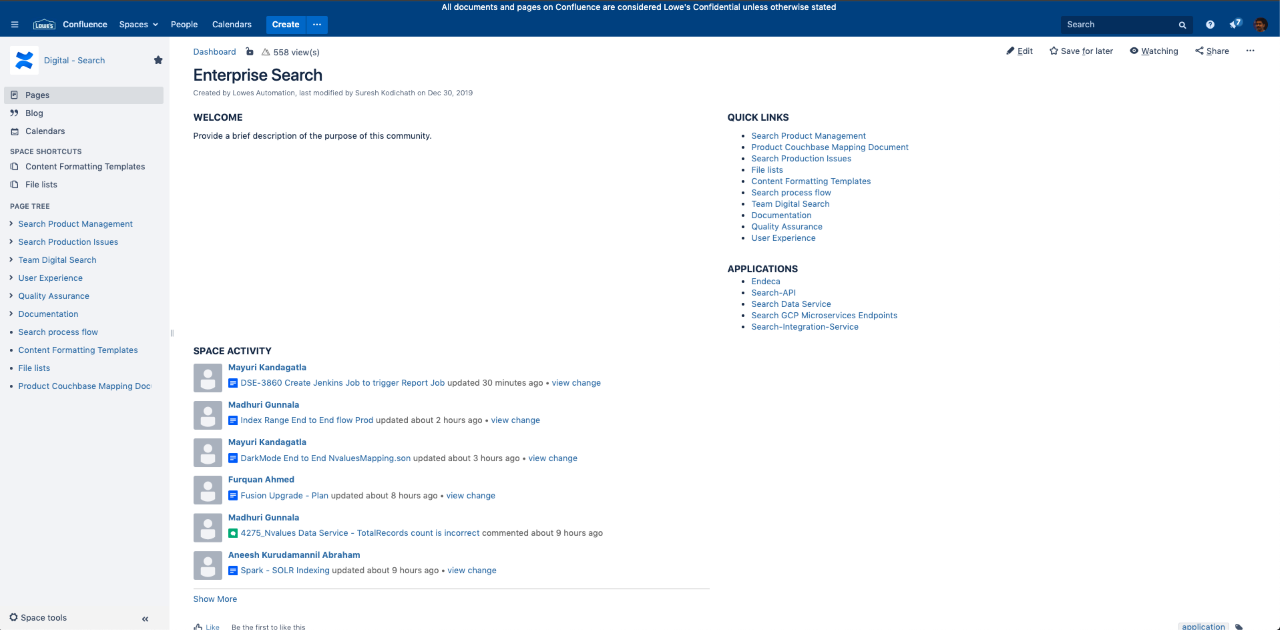 All documents and pages on Confluence are considered Lowe's Confidential unless otherwise stated
LOWE'S Confluence Spaces People Calendars Create ··· Search 7
Digital - Search
Pages
Blog
Calendars
SPACE SHORTCUTS
Content Formatting Templates
File lists
PAGE TREE
Search Product Management
Search Production Issues
Team Digital Search
User Experience
Quality Assurance
Documentation
Search process flow
Content Formatting Templates
File lists
Product Couchbase Mapping Doc
Space tools
Dashboard 558 view(s)
Edit Save for later Watching Share ···
Enterprise Search
Created by Lowes Automation, last modified by Suresh Kodichath on Dec 30, 2019
WELCOME
Provide a brief description of the purpose of this community.
QUICK LINKS
• Search Product Management
• Product Couchbase Mapping Document
• Search Production Issues
• File lists
• Content Formatting Templates
• Search process flow
• Team Digital Search
• Documentation
• Quality Assurance
• User Experience
APPLICATIONS
• Endeca
• Search-API
• Search Data Service
• Search GCP Microservices Endpoints
• Search-Integration-Service
SPACE ACTIVITY
Mayuri Kandagatla
DSE-3860 Create Jenkins Job to trigger Report Job updated 30 minutes ago • view change
Madhuri Gunnala
Index Range End to End flow Prod updated about 2 hours ago • view change
Mayuri Kandagatla
DarkMode End to End NvaluesMapping.son updated about 3 hours ago • view change
Furquan Ahmed
Fusion Upgrade - Plan updated about 8 hours ago • view change
Madhuri Gunnala
4275_Nvalues Data Service - TotalRecords count is incorrect commented about 9 hours ago
Aneesh Kurudamannil Abraham
Spark - SOLR Indexing updated about 9 hours ago • view change
Show More
Like Be the first to like this
application